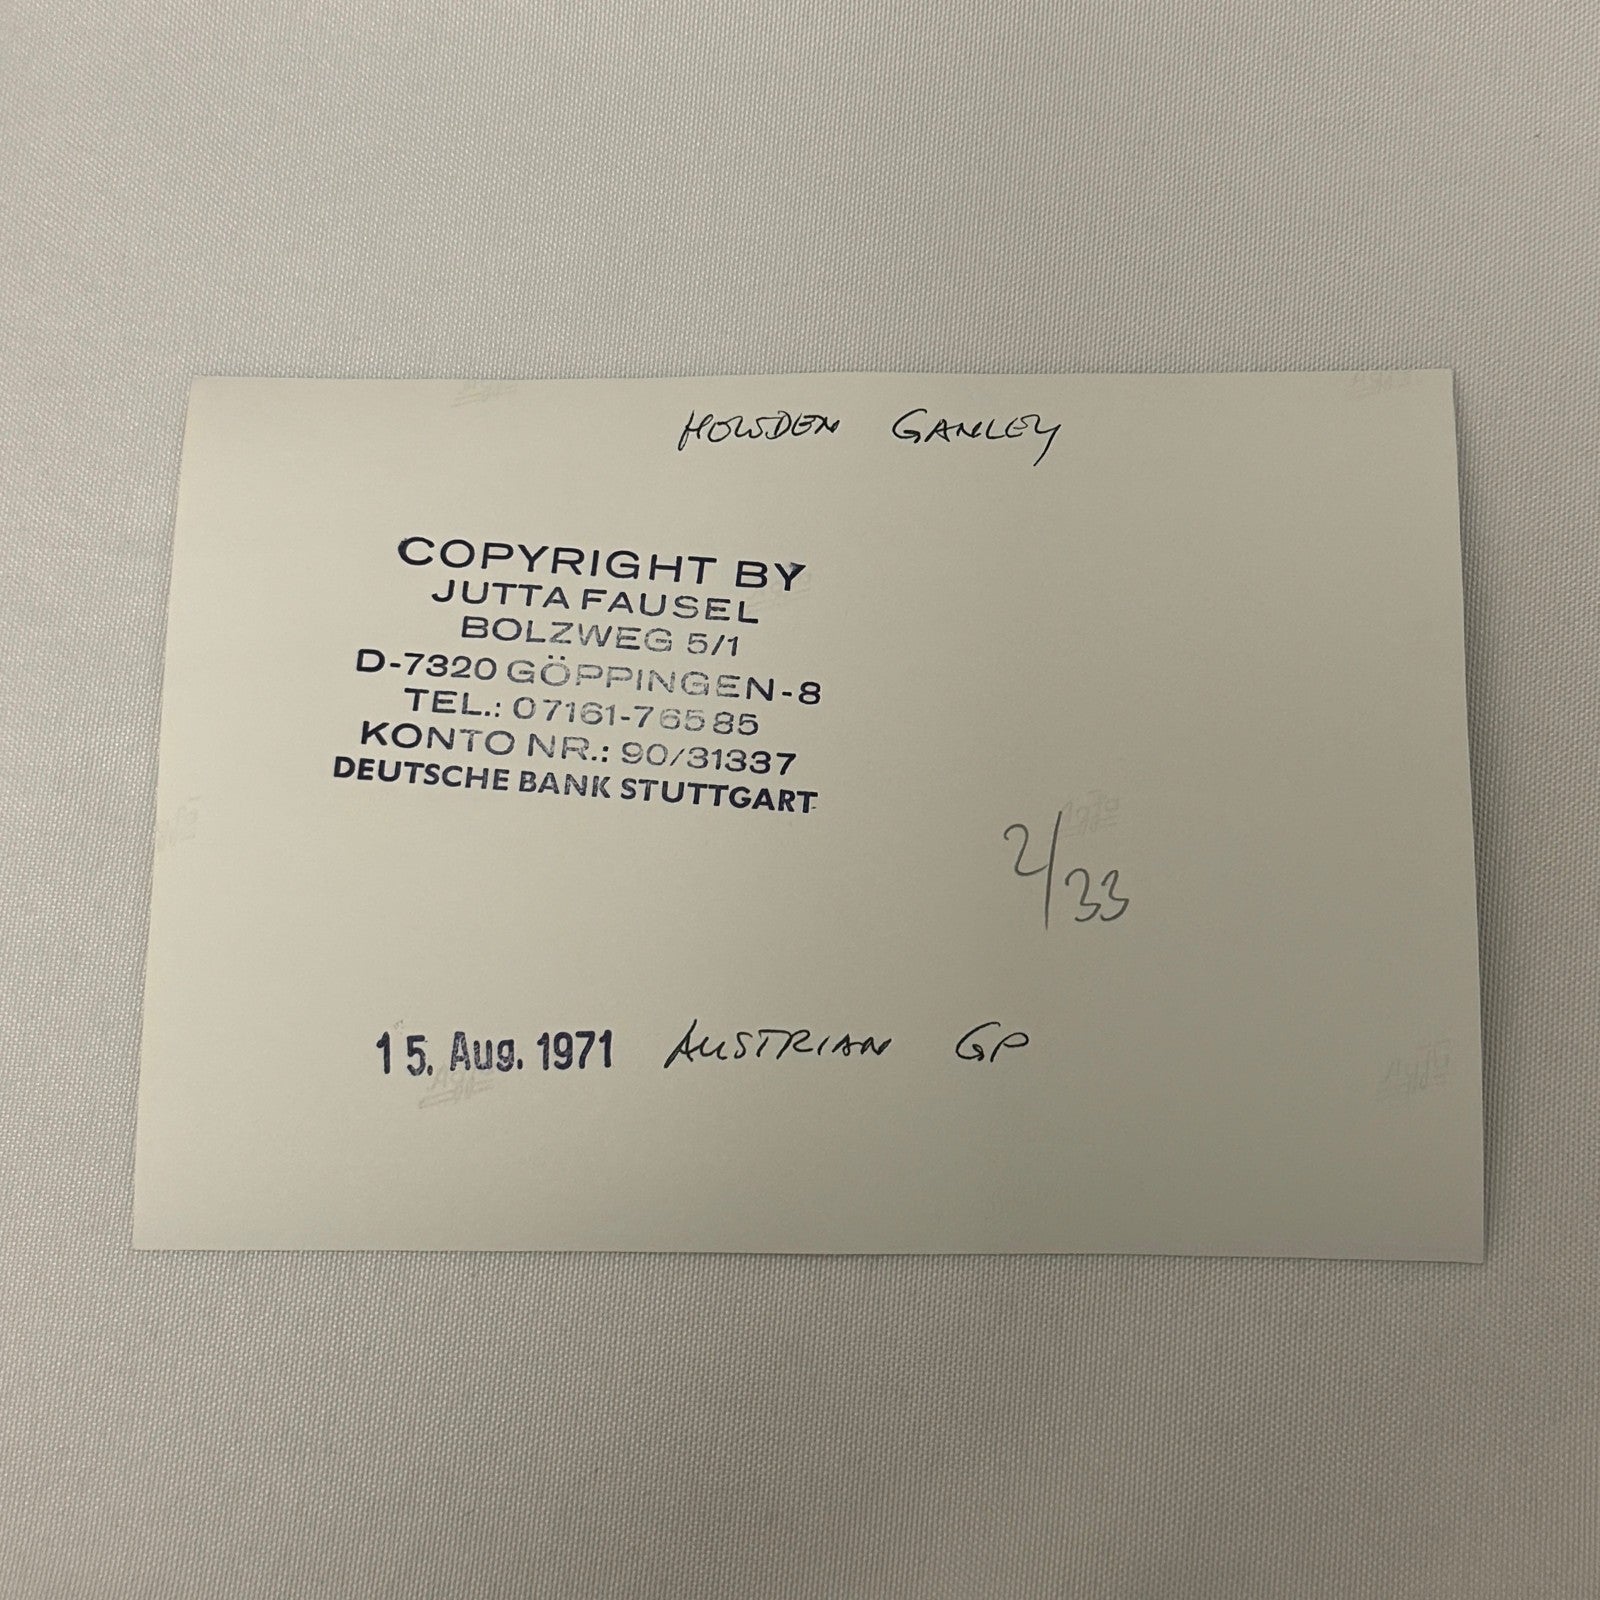 HOWDEN GANLEY
COPYRIGHT BY
JUTTA FAUSEL
BOLZWEG 5/1
D-7320 GÖPPINGEN-8
TEL.: 07161-76585
KONTO NR.: 90/31337
DEUTSCHE BANK STUTTGART
2/33
15. Aug. 1971 AUSTRIAN GP